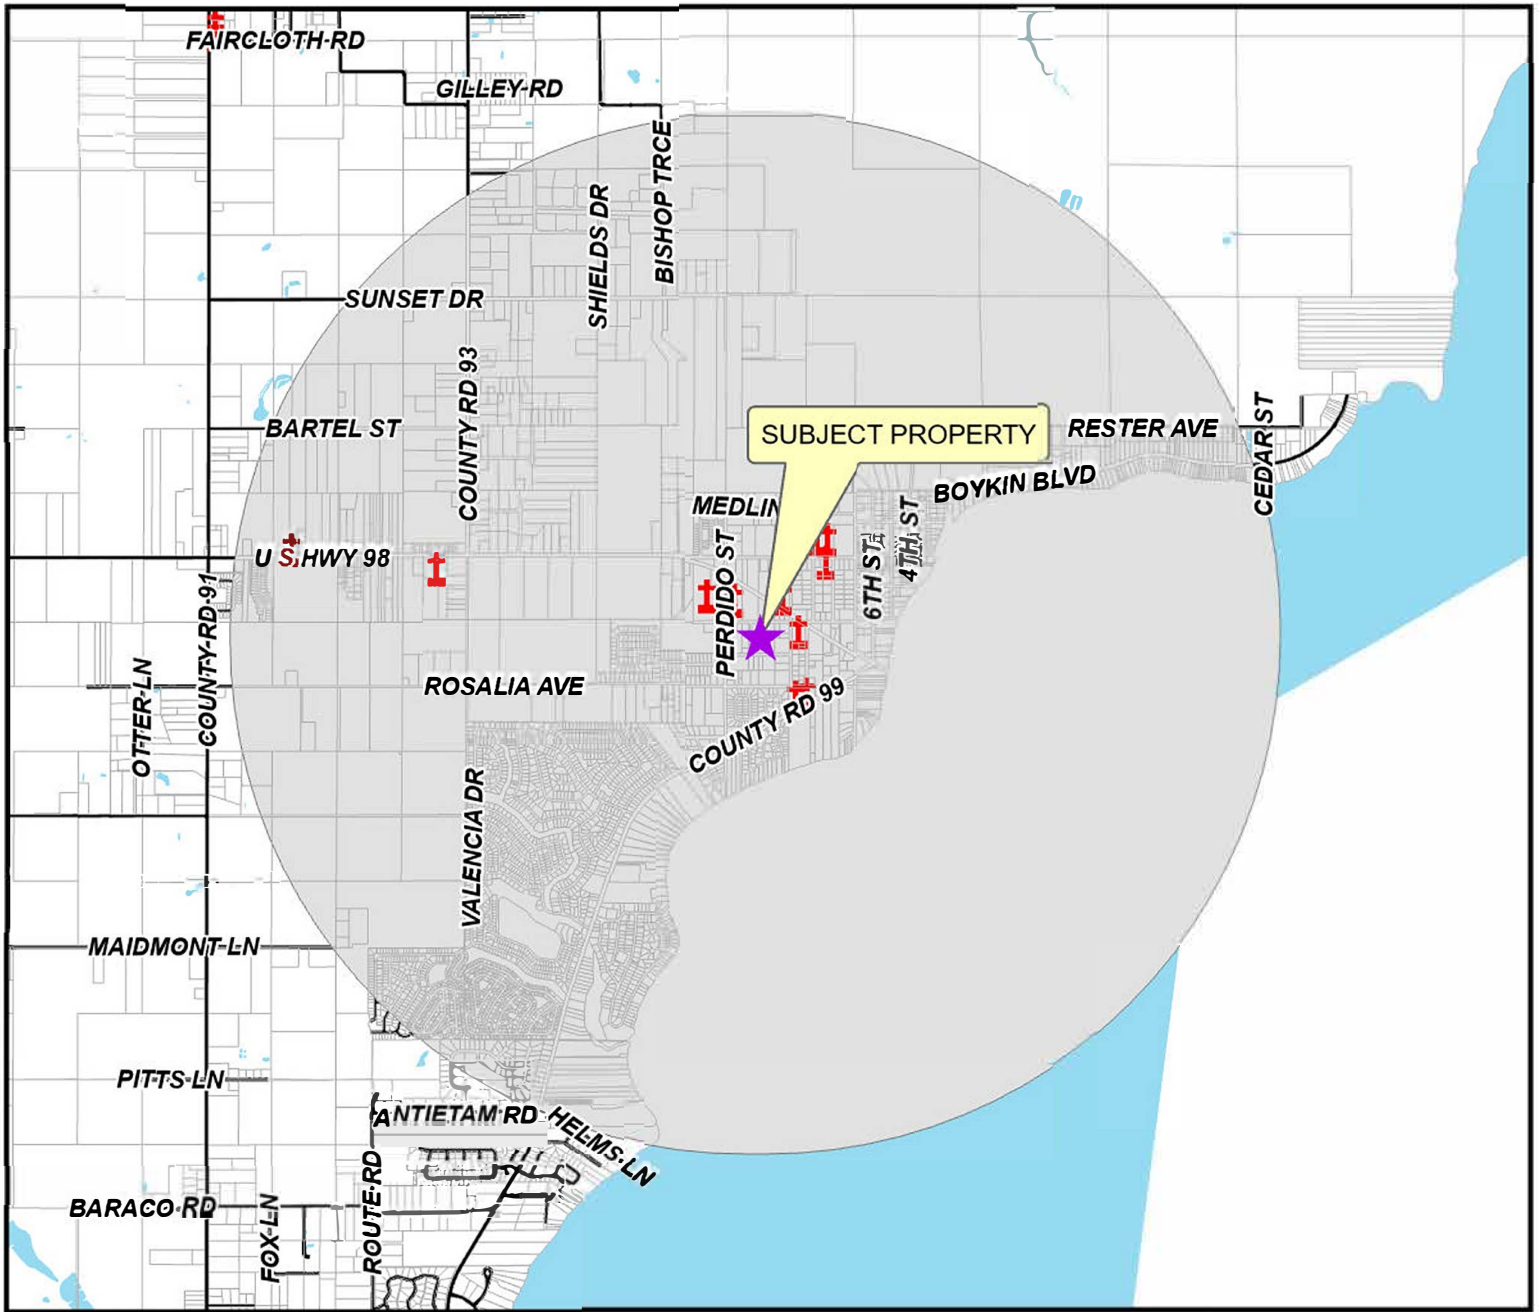 FAIRCLOTH RD
GILLEY RD
BISHOP TRCE
SHIELDS DR
SUNSET DR
COUNTY RD 93
BARTEL ST
SUBJECT PROPERTY
RESTER AVE
CEDAR ST
BOYKIN BLVD
MEDLIN
4TH ST
6TH ST
PERDIDO ST
U S HWY 98
COUNTY RD 91
OTTER LN
ROSALIA AVE
COUNTY RD 99
VALENCIA DR
MAIDMONT LN
PITTS LN
ANTIETAM RD
HELMS LN
BARACO RD
FOX LN
ROUTE RD